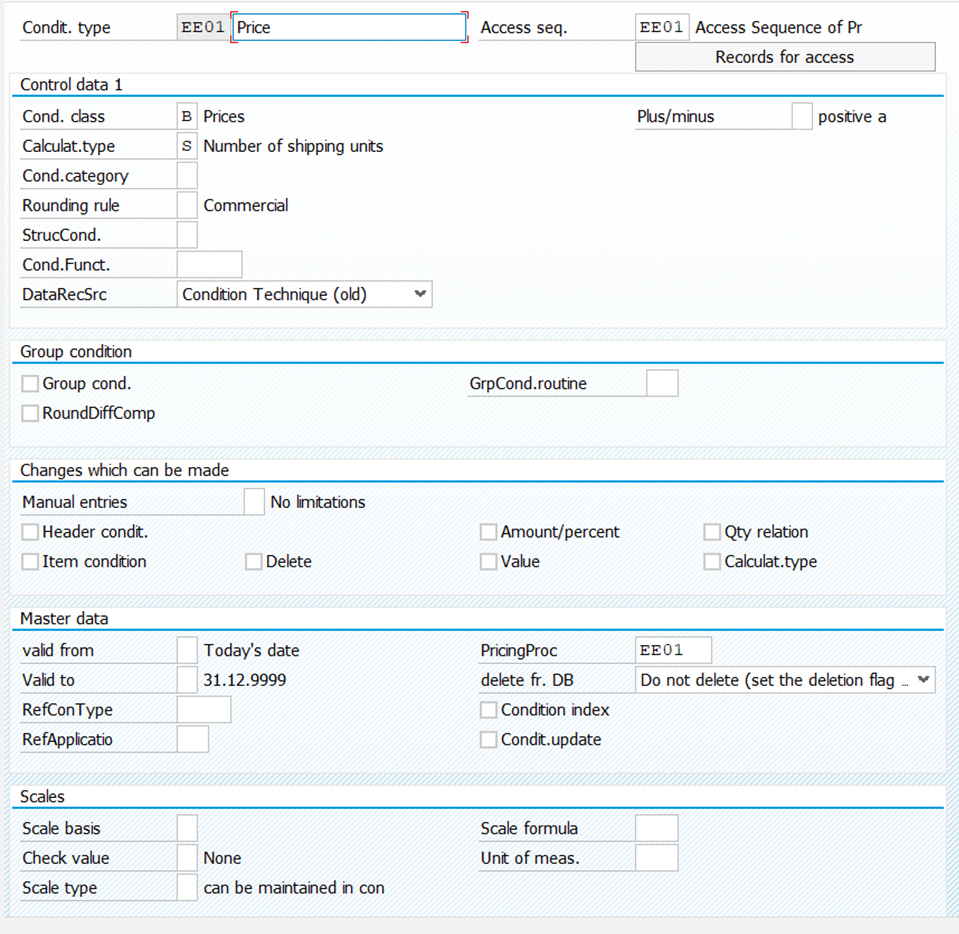 Condit. type EE01 Price Access seq. EE01 Access Sequence of Pr
Records for access
Control data 1
Cond. class B Prices Plus/minus positive a
Calculat.type S Number of shipping units
Cond.category
Rounding rule Commercial
StrucCond.
Cond.Funct.
DataRecSrc Condition Technique (old)
Group condition
Group cond. GrpCond.routine
RoundDiffComp
Changes which can be made
Manual entries No limitations
Header condit. Amount/percent Qty relation
Item condition Delete Value Calculat.type
Master data
valid from Today's date PricingProc EE01
Valid to 31.12.9999 delete fr. DB Do not delete (set the deletion flag ...
RefConType Condition index
RefApplicatio Condit.update
Scales
Scale basis Scale formula
Check value None Unit of meas.
Scale type can be maintained in con